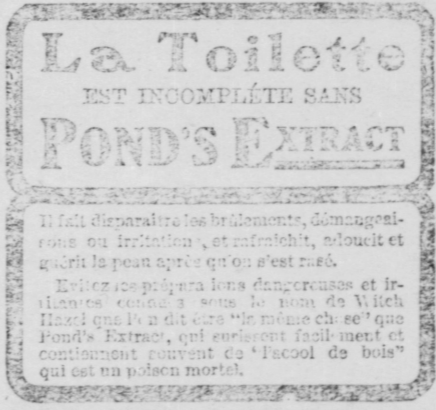 La Toilette
EST INCOMPLÉTE SANS
POND'S EXTRACT
Il fait disparaitre les brûlements, démangeai-
sons ou irritation, et rafraichit, adoucit et
guérit la peau après qu'on s'est rasé.
Evitez les prépara ions dangereuses et ir-
ritantes connues sous le nom de Witch
Hazel que l'on dit être "la même chose" que
Pond's Extract, qui surissent facilement et
contiennent souvent de "l'acool de bois"
qui est un poison mortel.